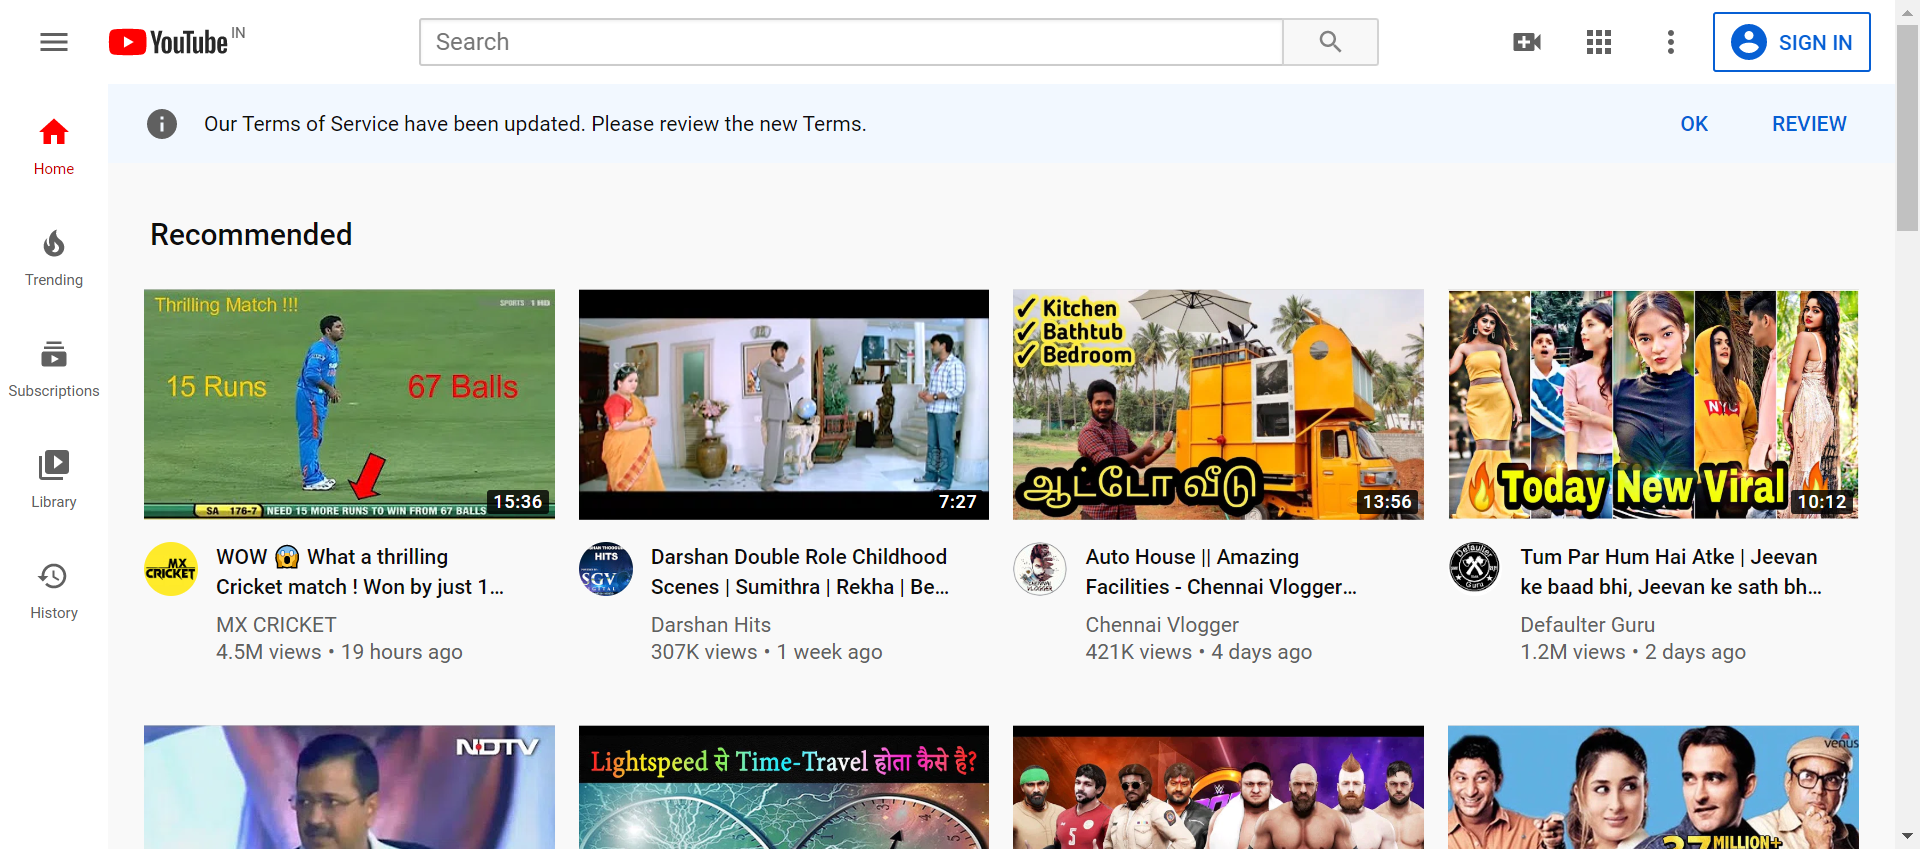 YouTube IN
Search
SIGN IN
Our Terms of Service have been updated. Please review the new Terms.
OK
REVIEW
Home
Trending
Subscriptions
Library
History
Recommended
Thrilling Match !!!
SPORTS 1 HD
15 Runs
67 Balls
SA 176-7 NEED 15 MORE RUNS TO WIN FROM 67 BALLS
15:36
7:27
✓ Kitchen
✓ Bathtub
✓ Bedroom
ஆட்டோ வீடு
13:56
NYC
Today New Viral
10:12
MX
CRICKET
WOW 😱 What a thrilling
Cricket match ! Won by just 1...
MX CRICKET
4.5M views • 19 hours ago
HITS
SGV
DIGITAL
Darshan Double Role Childhood
Scenes | Sumithra | Rekha | Be...
Darshan Hits
307K views • 1 week ago
CHENNAI
VLOGGER
Auto House || Amazing
Facilities - Chennai Vlogger...
Chennai Vlogger
421K views • 4 days ago
Defaulter
Guru
Tum Par Hum Hai Atke | Jeevan
ke baad bhi, Jeevan ke sath bh...
Defaulter Guru
1.2M views • 2 days ago
NDTV
Lightspeed से Time-Travel होता कैसे है?
venus
27 MILLION+